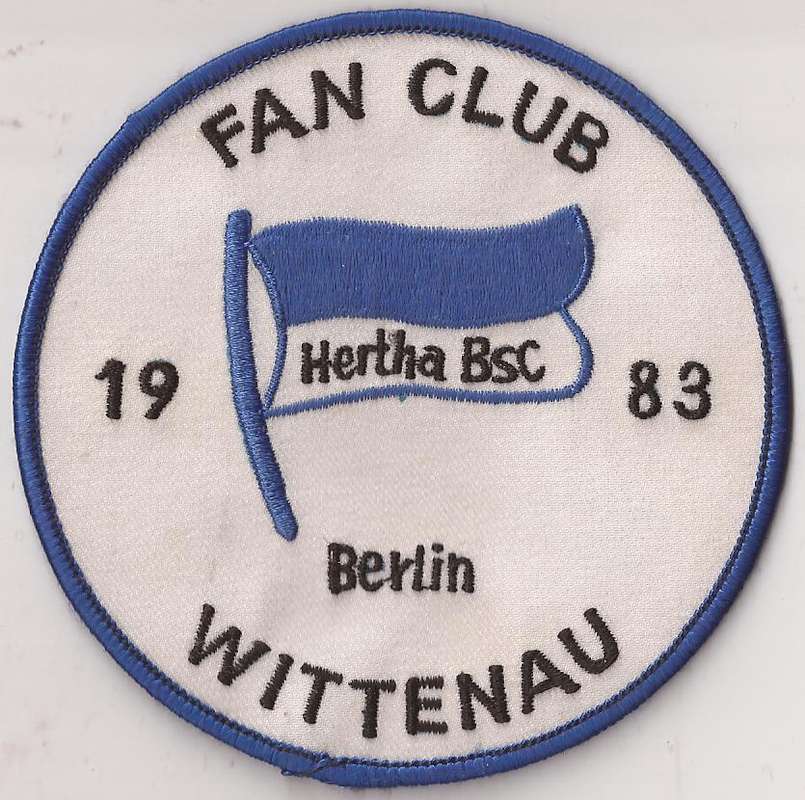 FAN CLUB
Hertha BSC
19 83
Berlin
WITTENAU